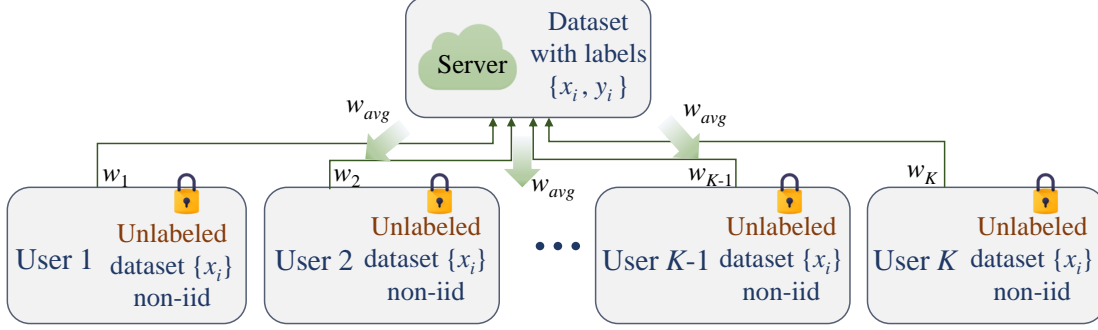 Dataset
with labels
{x_i, y_i}
Server
w_avg
w_avg
w_avg
w_1
w_2
w_{K-1}
w_K
User 1
Unlabeled
dataset {x_i}
non-iid
User 2
Unlabeled
dataset {x_i}
non-iid
•••
User K-1
Unlabeled
dataset {x_i}
non-iid
User K
Unlabeled
dataset {x_i}
non-iid